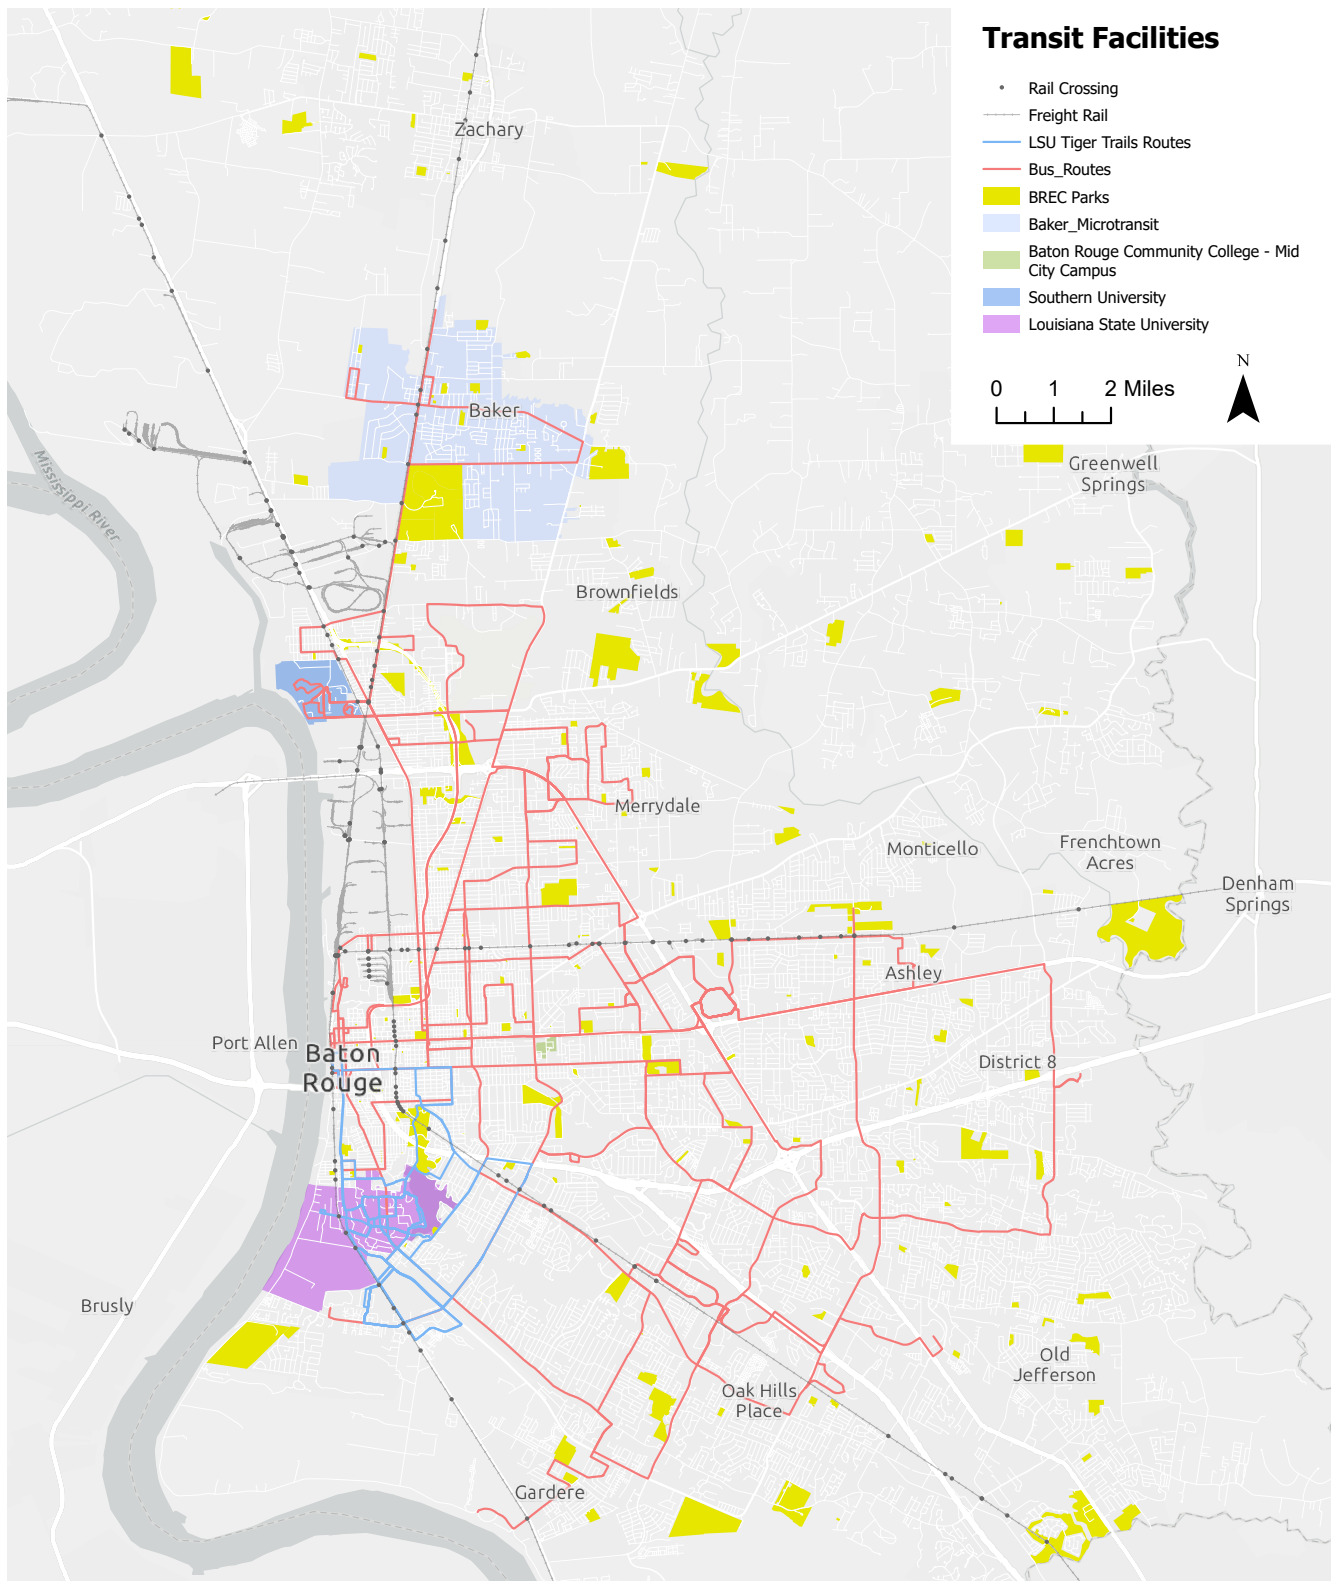 Transit Facilities
Rail Crossing
Freight Rail
LSU Tiger Trails Routes
Bus_Routes
BREC Parks
Baker_Microtransit
Baton Rouge Community College - Mid
City Campus
Southern University
Louisiana State University
N
0 1 2 Miles
Zachary
Baker
Greenwell
Springs
Mississippi River
Brownfields
Merrydale
Monticello
Frenchtown
Acres
Denham
Springs
Ashley
Port Allen
Baton
Rouge
District 8
Brusly
Old
Jefferson
Oak Hills
Place
Gardere